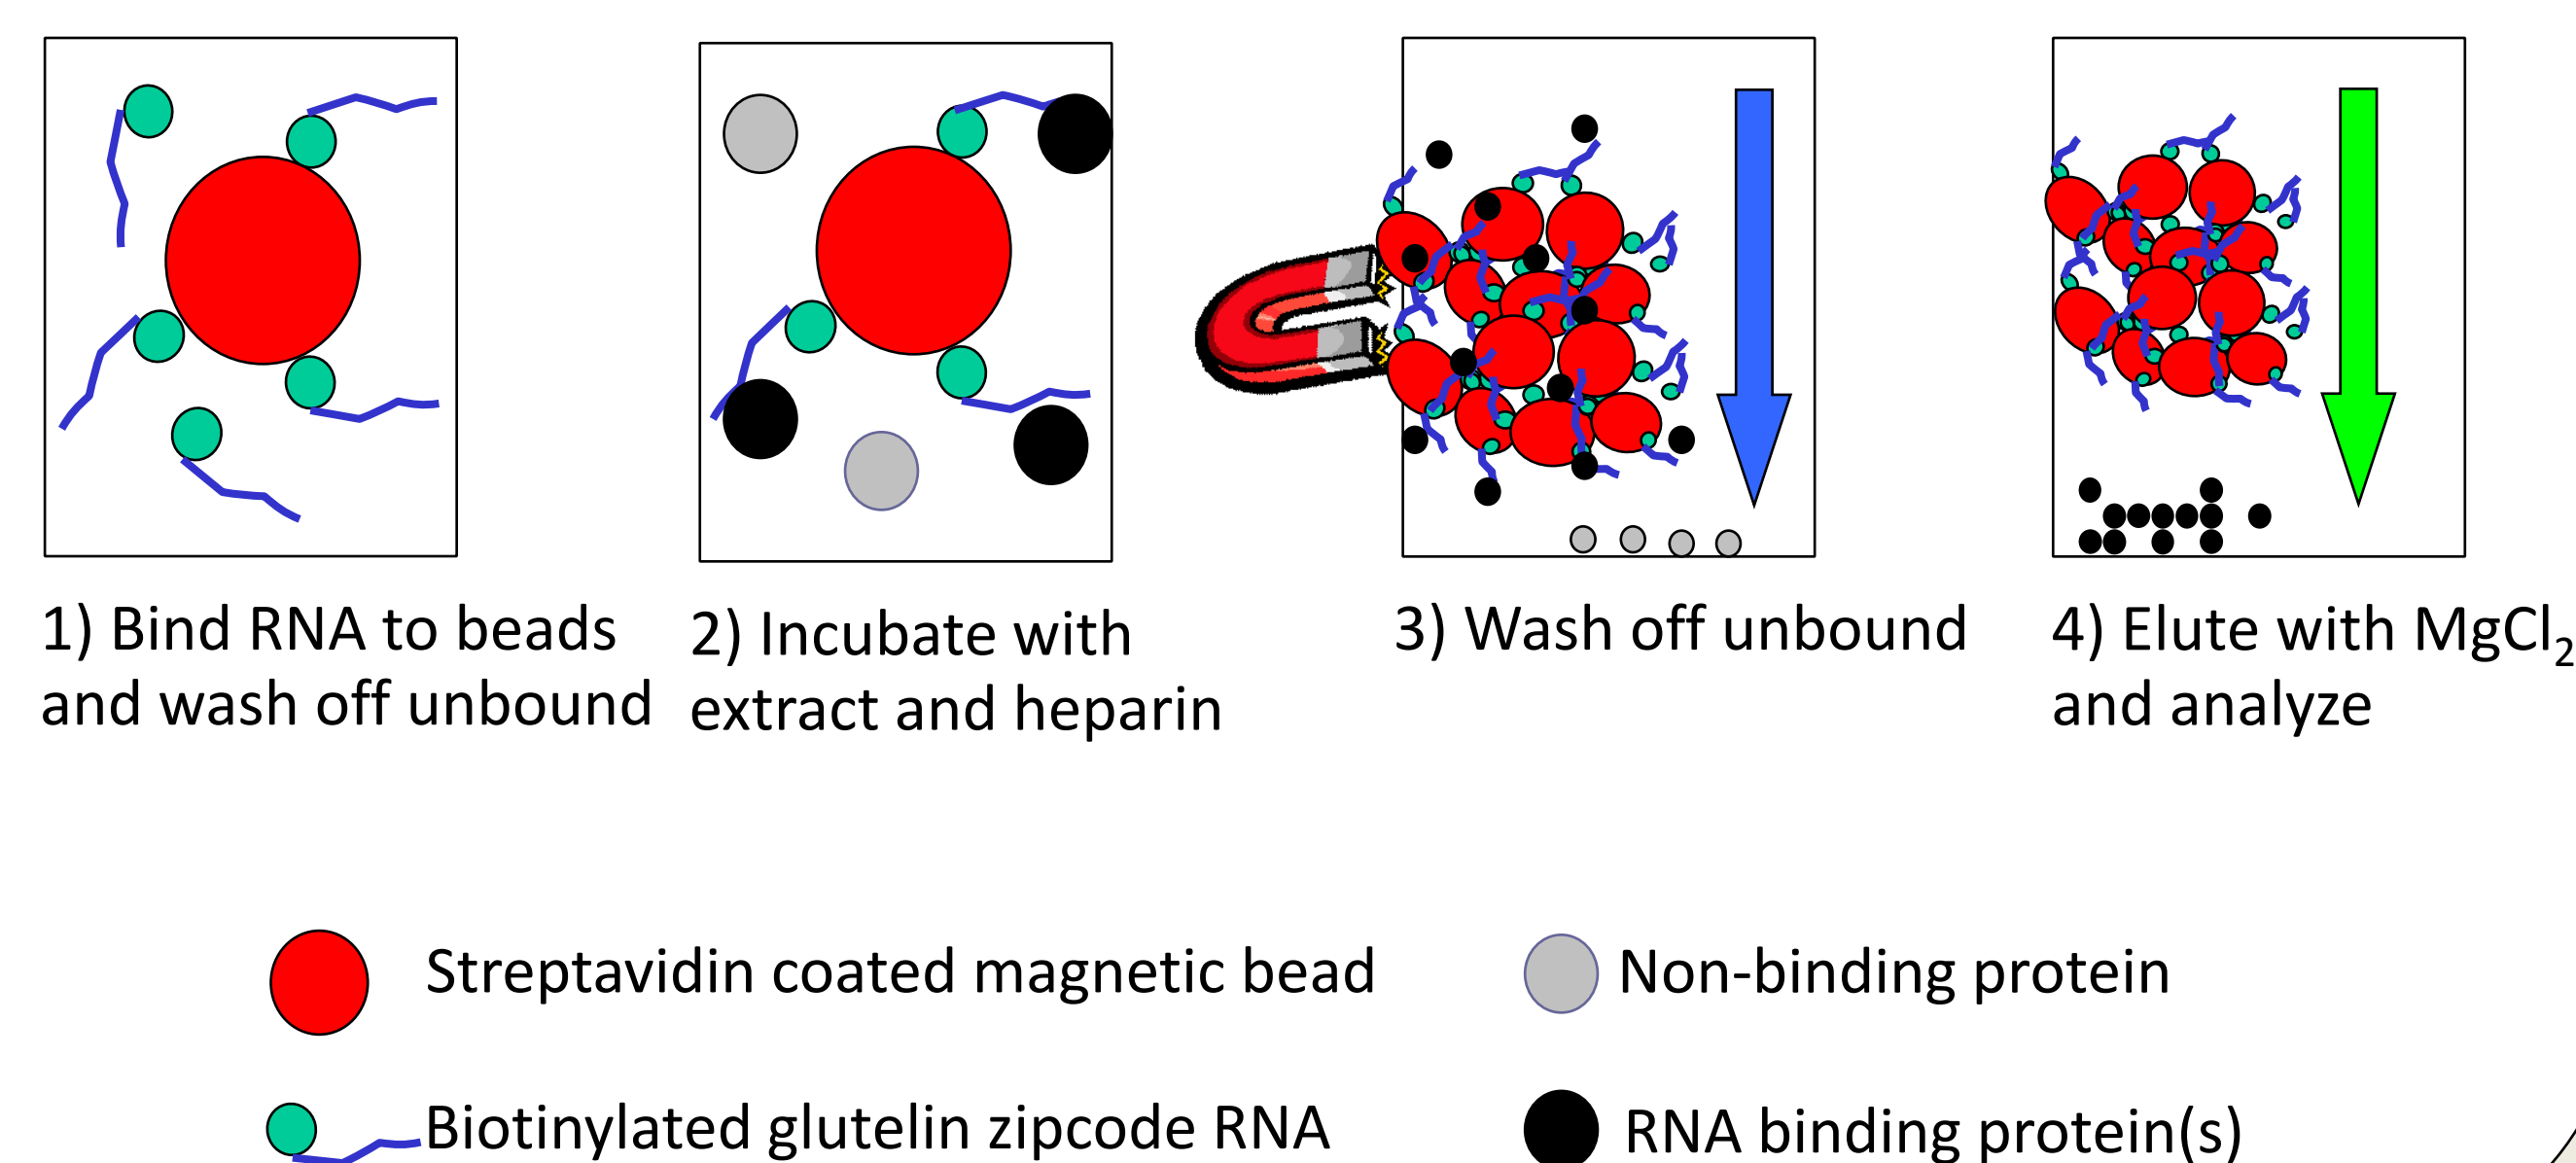 1) Bind RNA to beads
and wash off unbound
2) Incubate with
extract and heparin
3) Wash off unbound
4) Elute with MgCl₂
and analyze
Streptavidin coated magnetic bead
Non-binding protein
Biotinylated glutelin zipcode RNA
RNA binding protein(s)